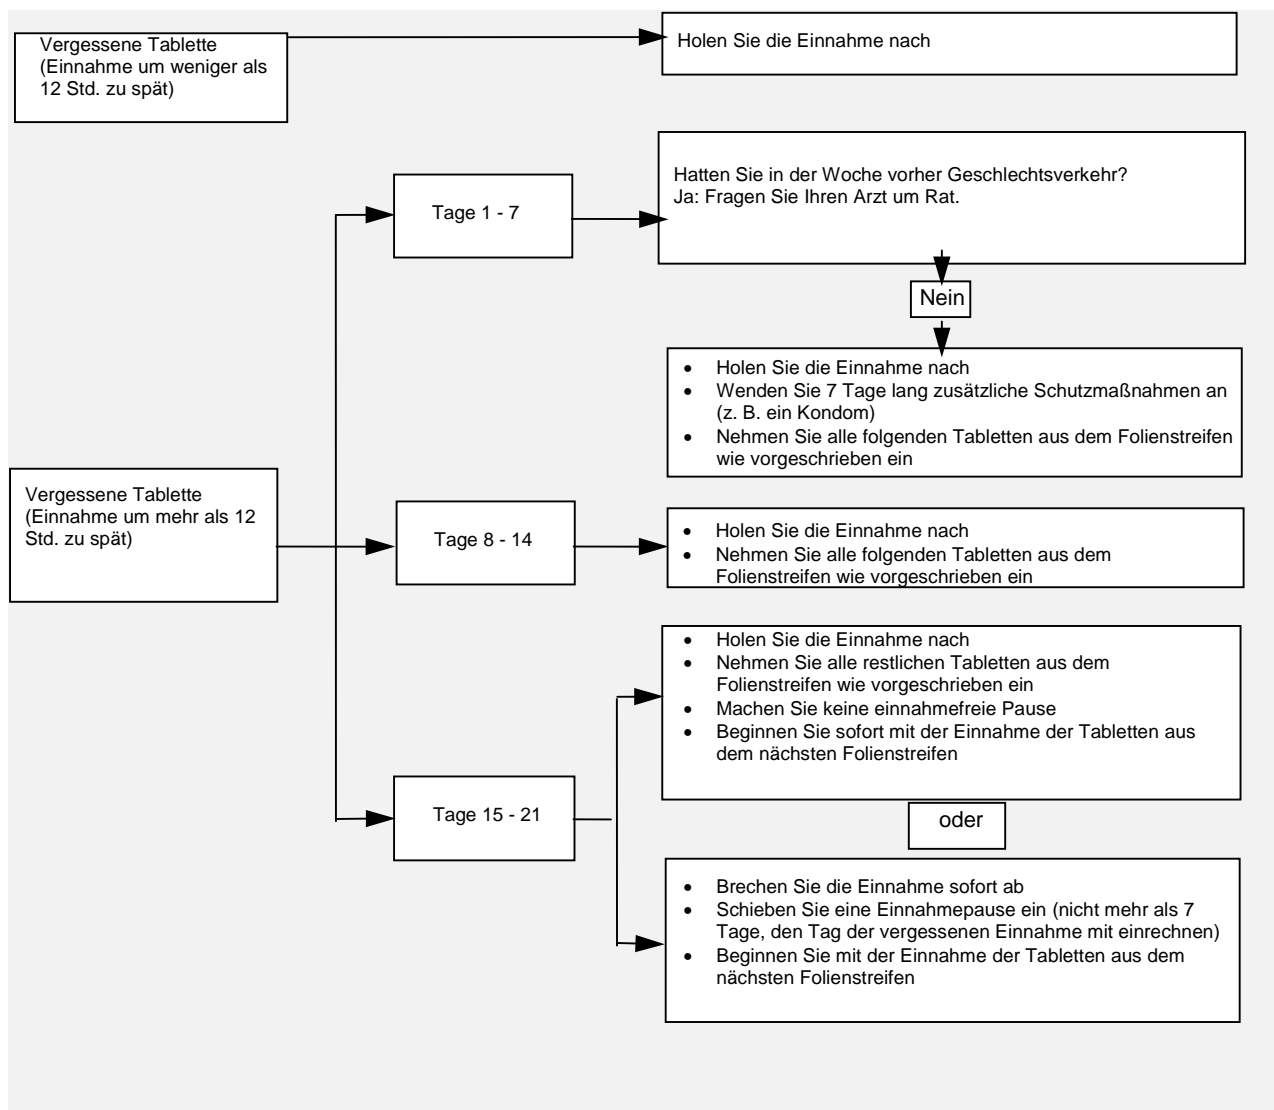 Vergessene Tablette
(Einnahme um weniger als
12 Std. zu spät)
Holen Sie die Einnahme nach
Tage 1 - 7
Hatten Sie in der Woche vorher Geschlechtsverkehr?
Ja: Fragen Sie Ihren Arzt um Rat.
Nein
• Holen Sie die Einnahme nach
• Wenden Sie 7 Tage lang zusätzliche Schutzmaßnahmen an
(z. B. ein Kondom)
• Nehmen Sie alle folgenden Tabletten aus dem Folienstreifen
wie vorgeschrieben ein
Vergessene Tablette
(Einnahme um mehr als 12
Std. zu spät)
Tage 8 - 14
• Holen Sie die Einnahme nach
• Nehmen Sie alle folgenden Tabletten aus dem
Folienstreifen wie vorgeschrieben ein
Tage 15 - 21
• Holen Sie die Einnahme nach
• Nehmen Sie alle restlichen Tabletten aus dem
Folienstreifen wie vorgeschrieben ein
• Machen Sie keine einnahmefreie Pause
• Beginnen Sie sofort mit der Einnahme der Tabletten aus
dem nächsten Folienstreifen
oder
• Brechen Sie die Einnahme sofort ab
• Schieben Sie eine Einnahmepause ein (nicht mehr als 7
Tage, den Tag der vergessenen Einnahme mit einrechnen)
• Beginnen Sie mit der Einnahme der Tabletten aus dem
nächsten Folienstreifen